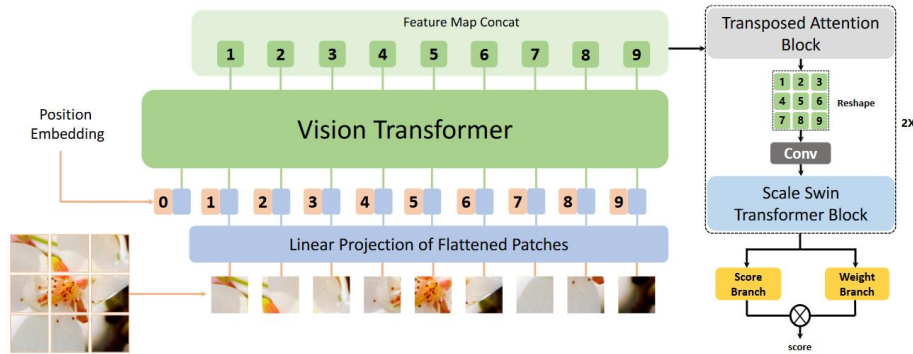 Feature Map Concat
1 2 3 4 5 6 7 8 9
Vision Transformer
Position
Embedding
0 1 2 3 4 5 6 7 8 9
Linear Projection of Flattened Patches
Transposed Attention
Block
1 2 3
4 5 6
7 8 9
Reshape
2X
Conv
Scale Swin
Transformer Block
Score
Branch
Weight
Branch
score